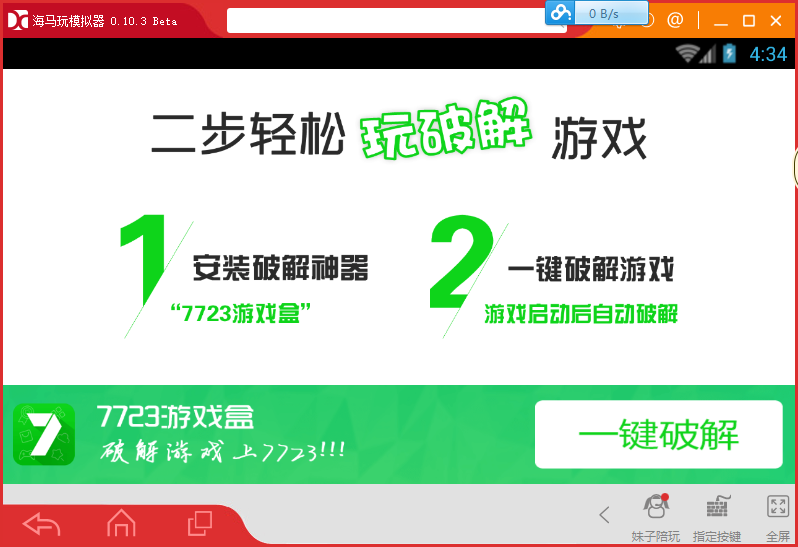 海马玩模拟器 0.10.3 Beta
0 B/s
4:34
二步轻松玩破解游戏
1 安装破解神器
“7723游戏盒”
2 一键破解游戏
游戏启动后自动破解
7 7723游戏盒
破解游戏上7723!!!
一键破解
妹子陪玩 指定按键 全屏